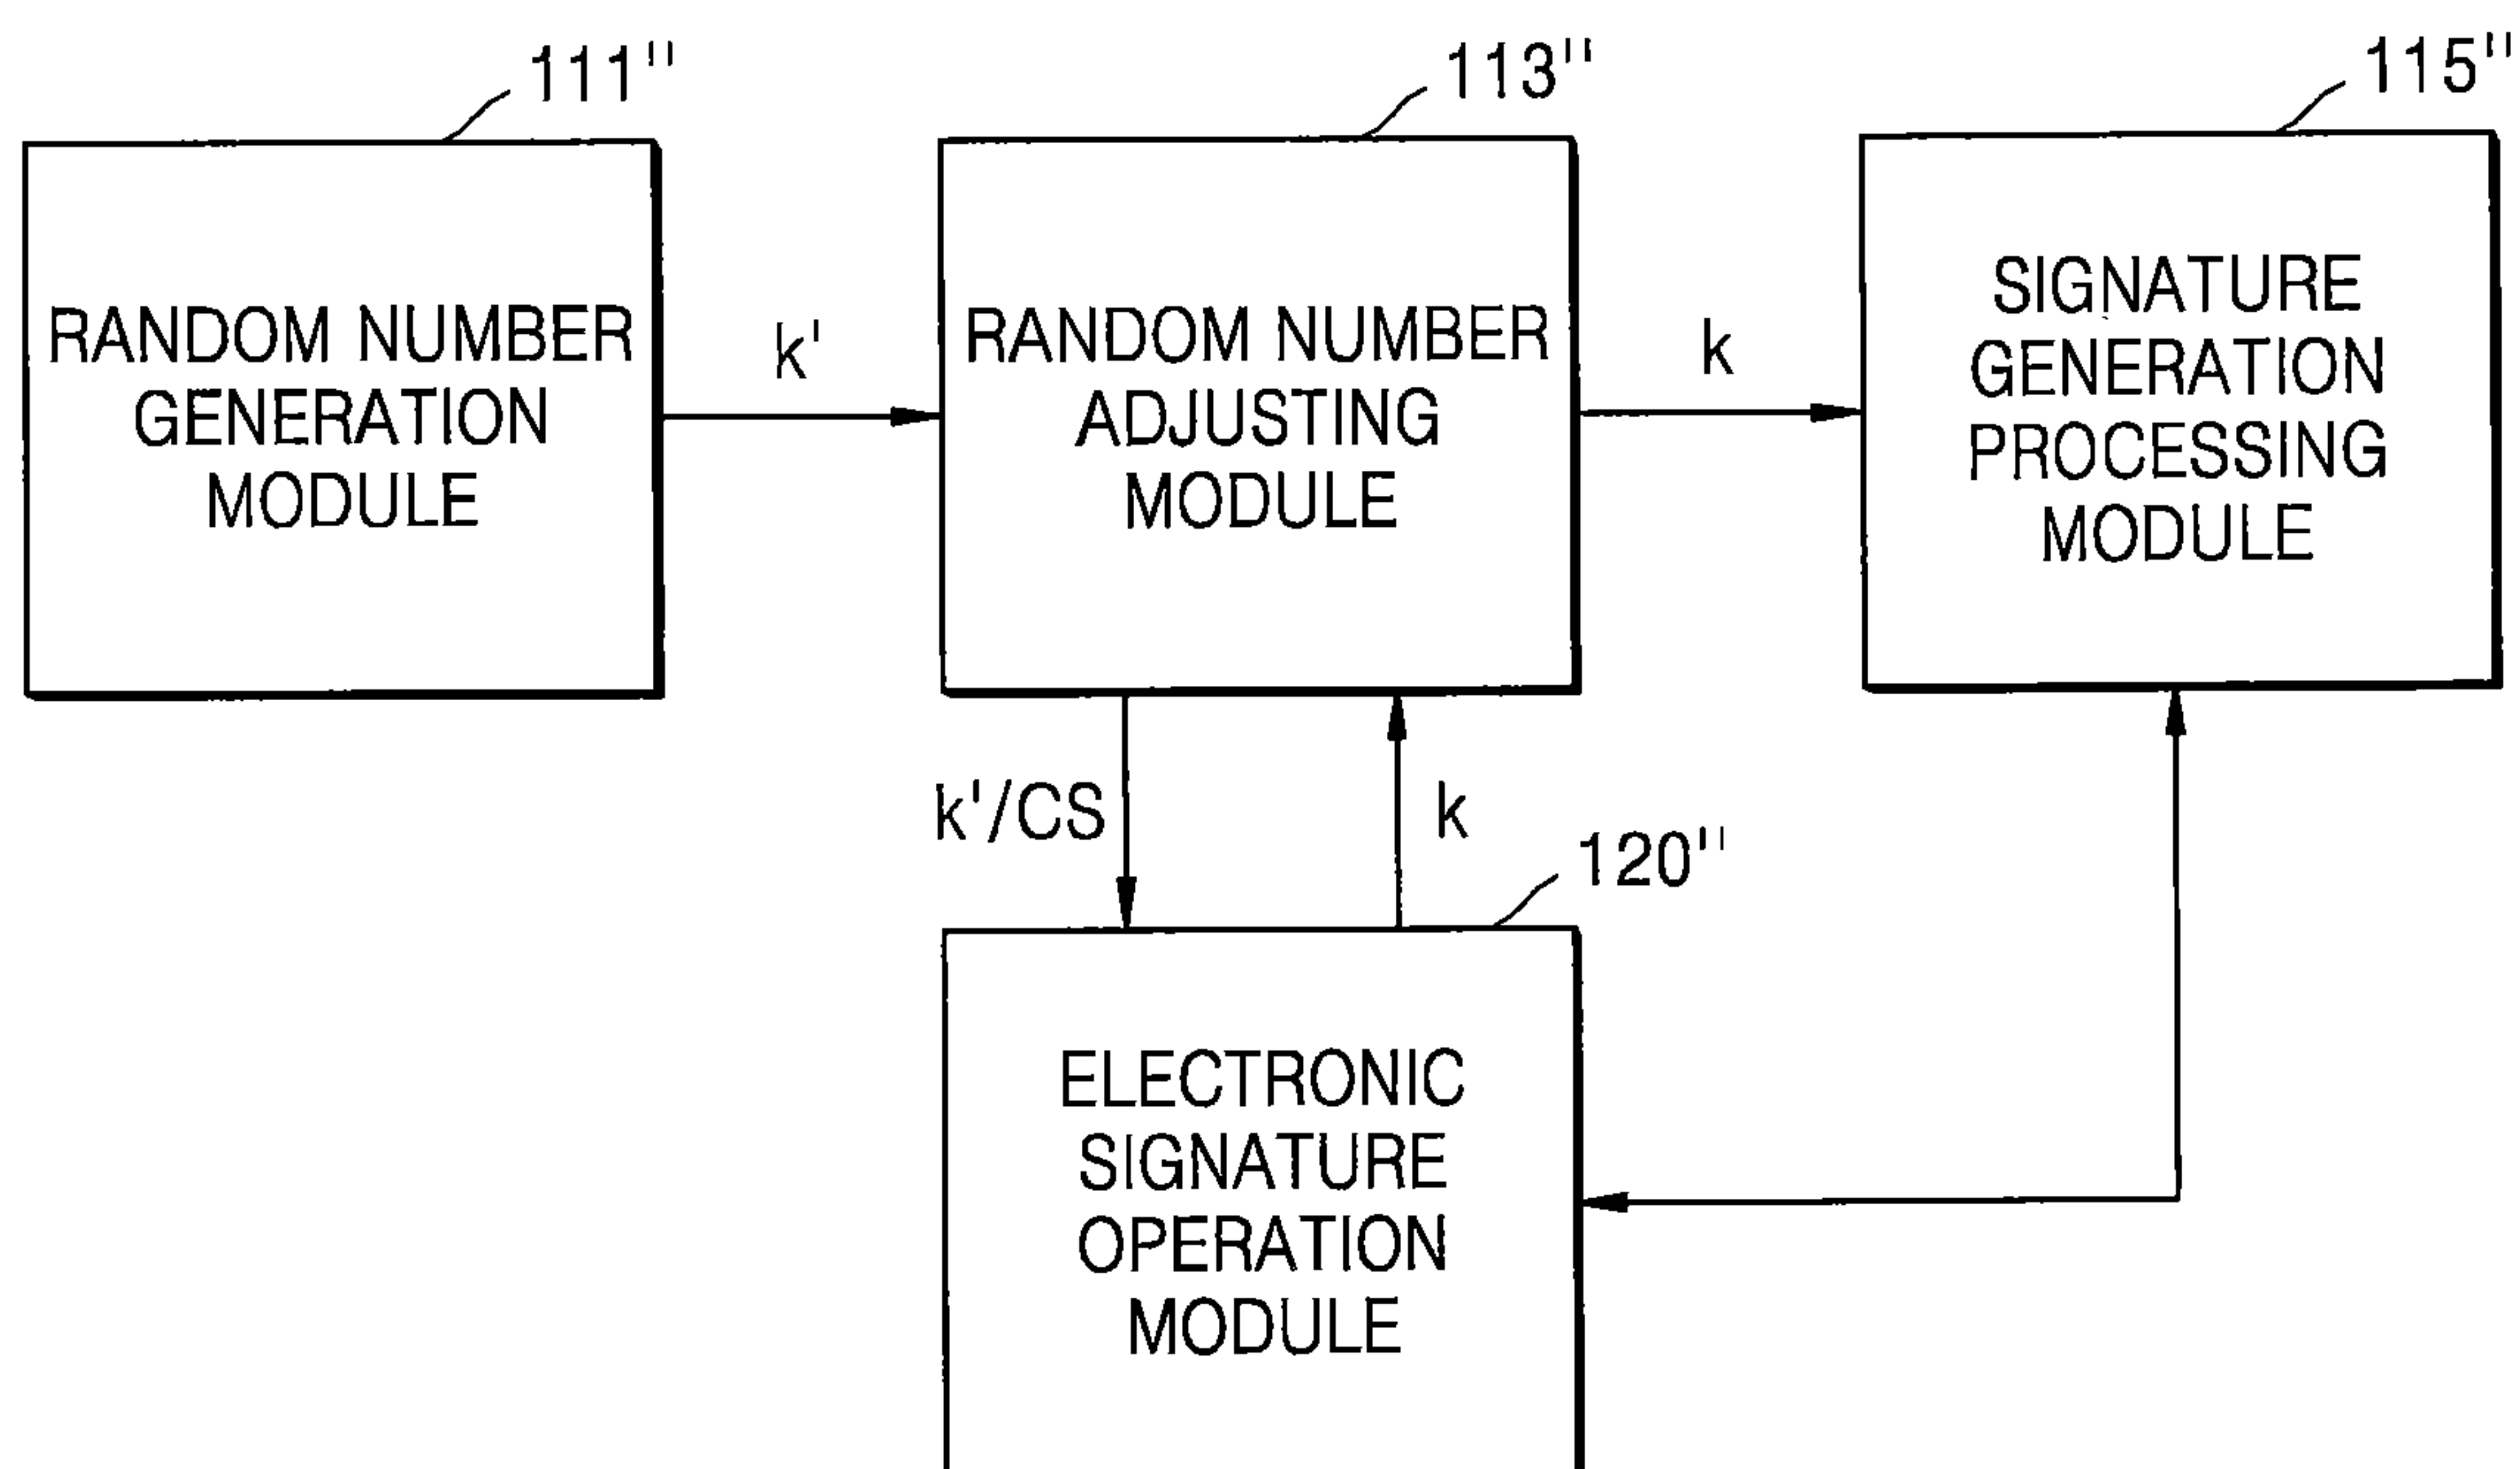 111"
113"
115"
RANDOM NUMBER
GENERATION
MODULE
k'
RANDOM NUMBER
ADJUSTING
MODULE
k
SIGNATURE
GENERATION
PROCESSING
MODULE
k'/CS
k
120"
ELECTRONIC
SIGNATURE
OPERATION
MODULE